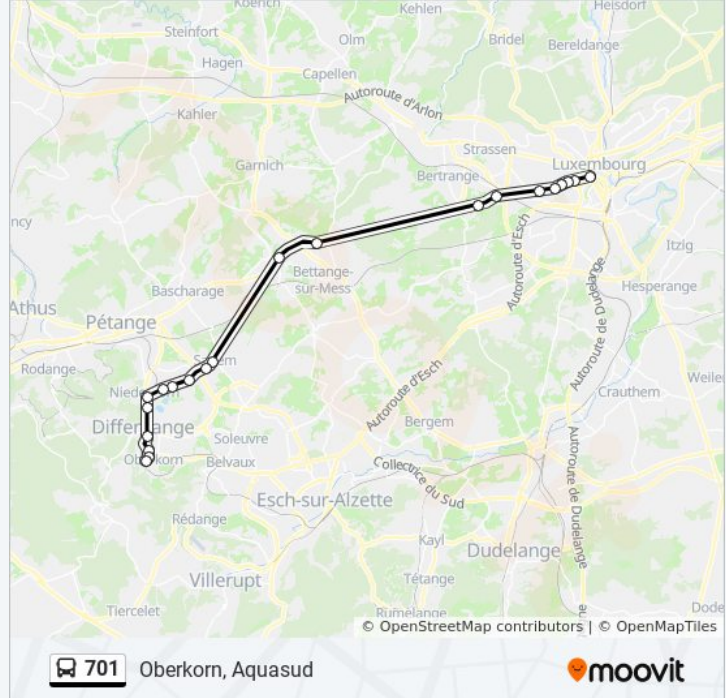 Koerich
Kehlen
Heisdorf
Steinfort
Olm
Bridel
Bereldange
Hagen
Capellen
Autoroute d'Arlon
Kahler
Strassen
Luxembourg
Garnich
Bertrange
ncy
Itzig
Autoroute d'Esch
Bettange-
sur-Mess
Hesperange
Bascharage
Autoroute de Dudelange
Athus
Pétange
Rodange
Sanem
Autoroute d'Esch
Weiler
Crauthem
Differdange
Bergem
Soleuvre
Oberkorn
Belvaux
Collectrice du Sud
Autoroute de Dudelange
Esch-sur-Alzette
Rédange
Kayl
Dudelange
Villerupt
Tétange
Tiercelet
Rumelange
Dode
© OpenStreetMap contributors | © OpenMapTiles
701 Oberkorn, Aquasud
moovit